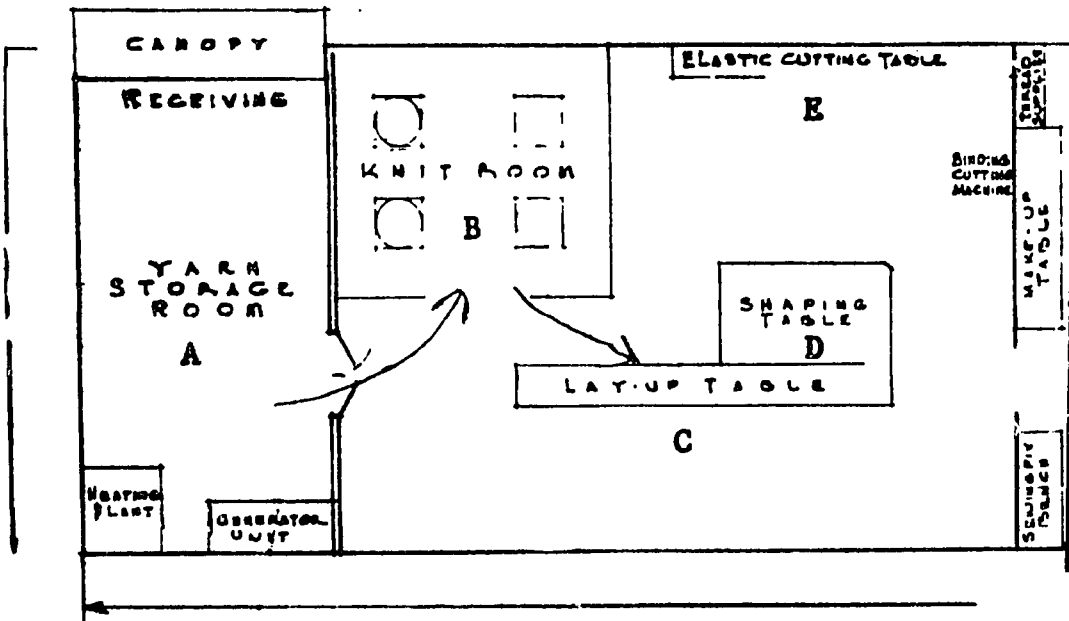 CANOPY
RECEIVING
ELASTIC CUTTING TABLE
THREAD
SUPPLIES
E
KNIT ROOM
B
BINDING
CUTTING
MACHINE
MAKE-UP
TABLE
YARN
STORAGE
ROOM
A
SHAPING
TABLE
D
LAY-UP TABLE
C
HEATING
PLANT
GENERATOR
UNIT
BENCH